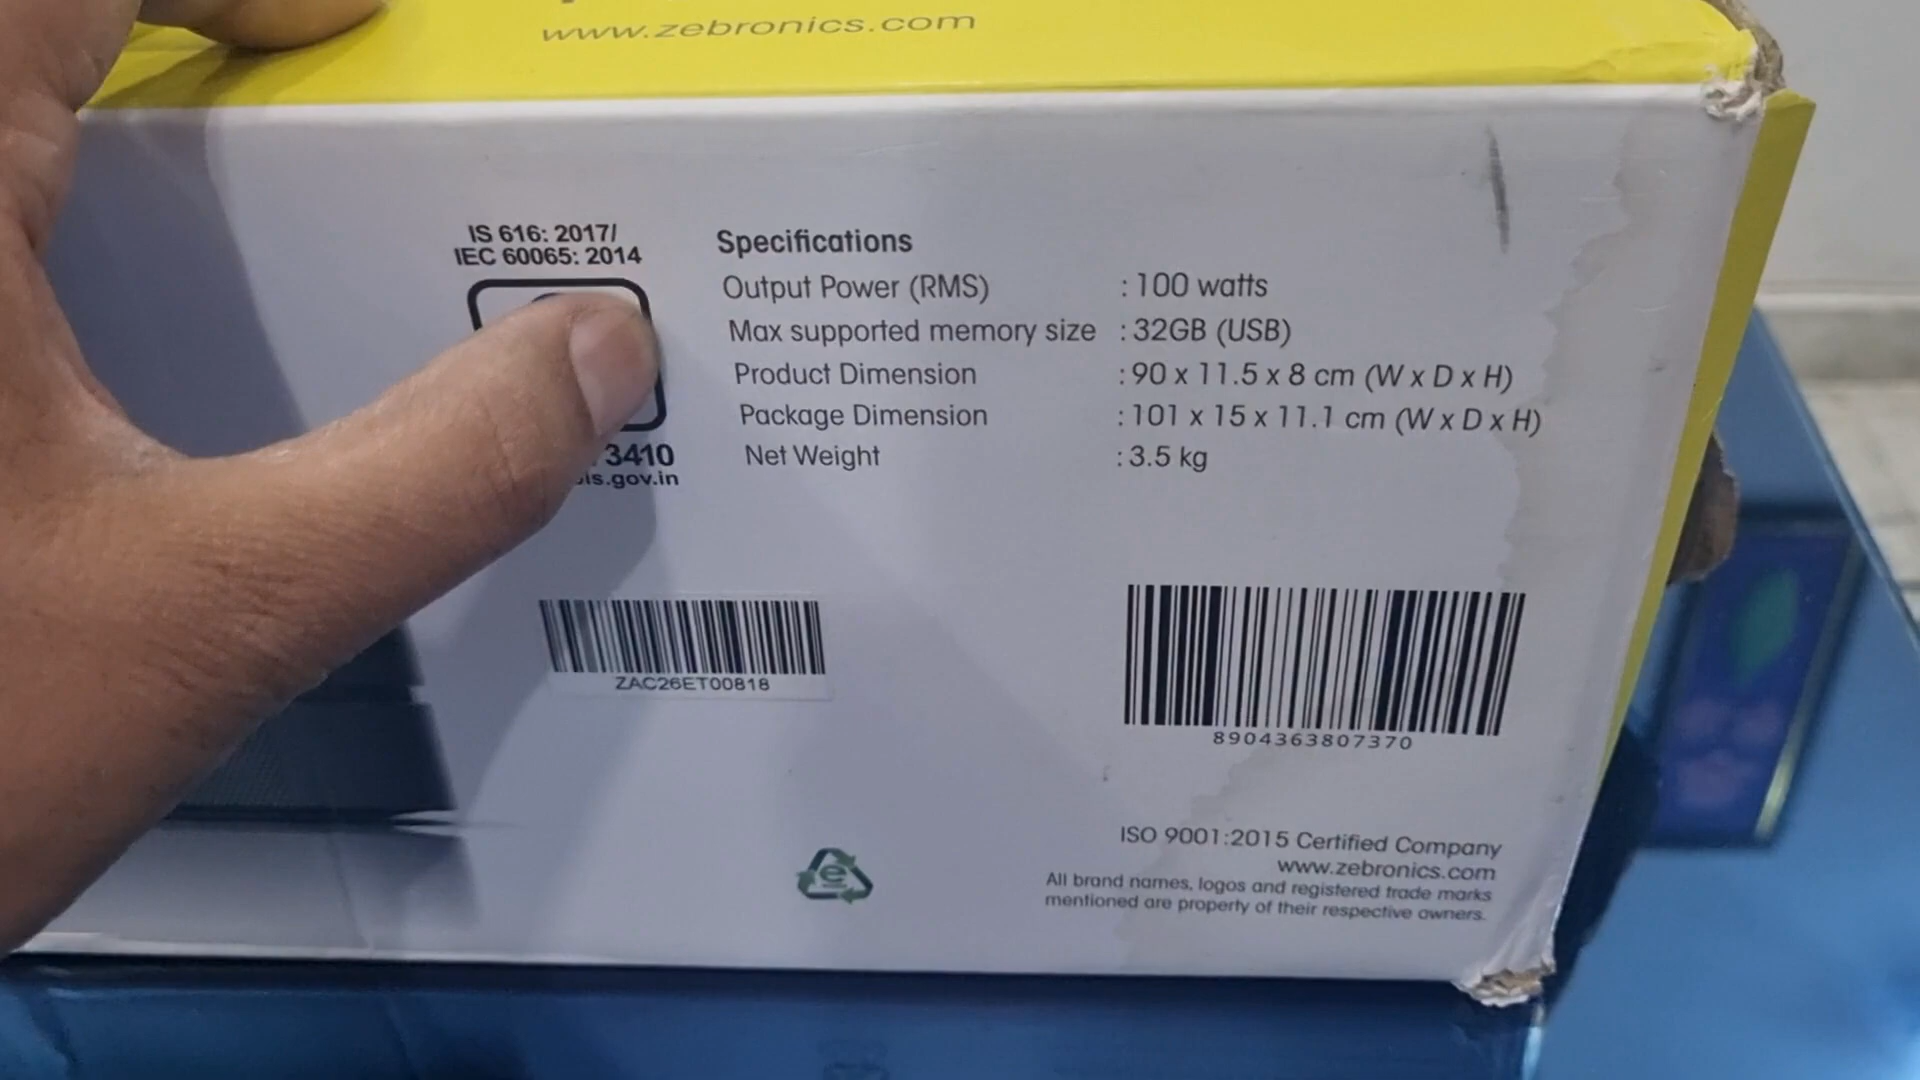 www.zebronics.com
IS 616: 2017/
IEC 60065: 2014
3410
is.gov.in
Specifications
Output Power (RMS) : 100 watts
Max supported memory size : 32GB (USB)
Product Dimension : 90 x 11.5 x 8 cm (W x D x H)
Package Dimension : 101 x 15 x 11.1 cm (W x D x H)
Net Weight : 3.5 kg
ZAC26ET00818
8904363807370
e
ISO 9001:2015 Certified Company
www.zebronics.com
All brand names, logos and registered trade marks
mentioned are property of their respective owners.